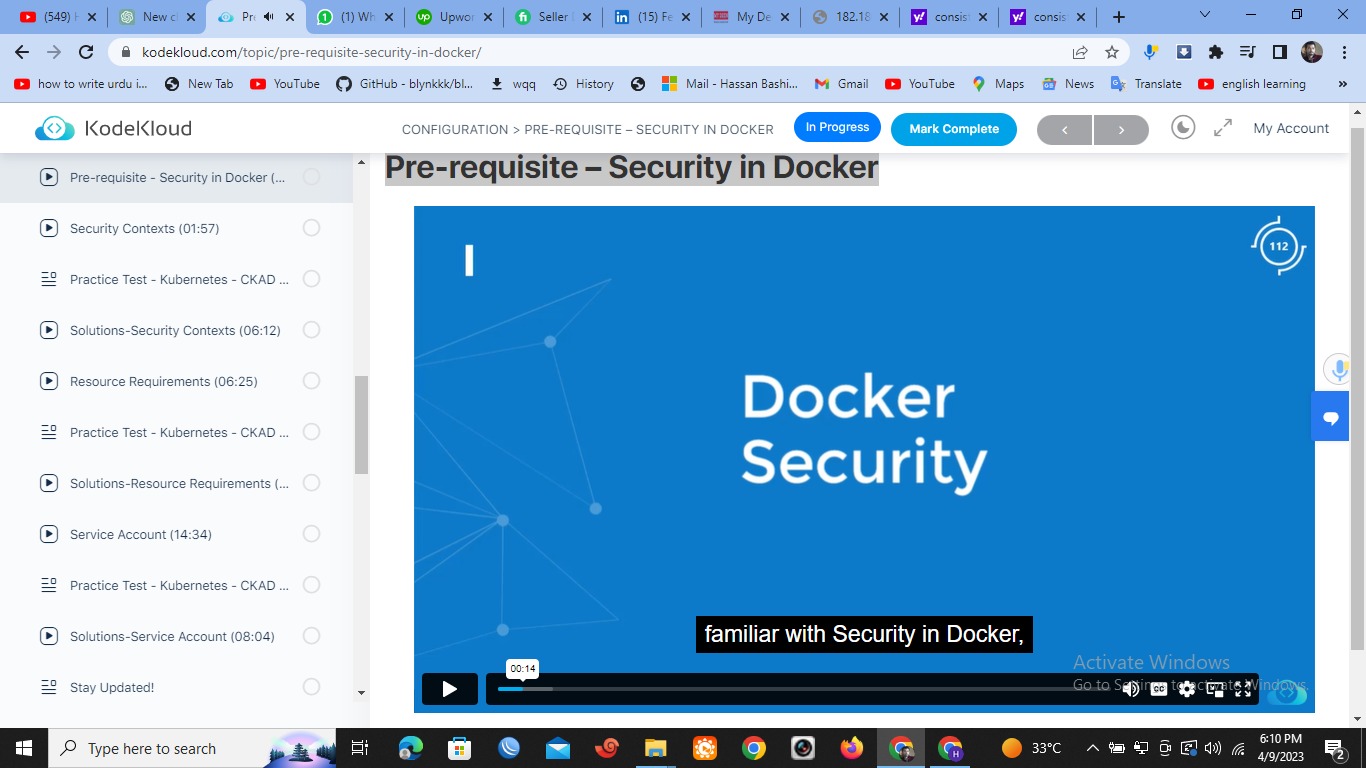 (549) H
New cl
Pr
(1) Wh
Upwor
Seller
(15) Fe
My De
182.18
consist
consis
kodekloud.com/topic/pre-requisite-security-in-docker/
how to write urdu i...
New Tab
YouTube
GitHub - blynkkk/bl...
wqq
History
Mail - Hassan Bashi...
Gmail
YouTube
Maps
News
Translate
english learning
»
KodeKloud
CONFIGURATION > PRE-REQUISITE – SECURITY IN DOCKER
In Progress
Mark Complete
<
>
My Account
Pre-requisite - Security in Docker (...
Security Contexts (01:57)
Practice Test - Kubernetes - CKAD ...
Solutions-Security Contexts (06:12)
Resource Requirements (06:25)
Practice Test - Kubernetes - CKAD ...
Solutions-Resource Requirements (...
Service Account (14:34)
Practice Test - Kubernetes - CKAD ...
Solutions-Service Account (08:04)
Stay Updated!
Pre-requisite – Security in Docker
112
Docker
Security
familiar with Security in Docker,
00:14
CC
Activate Windows
Go to Settings to activate Windows.
Type here to search
H
33°C
6:10 PM
4/9/2023
2